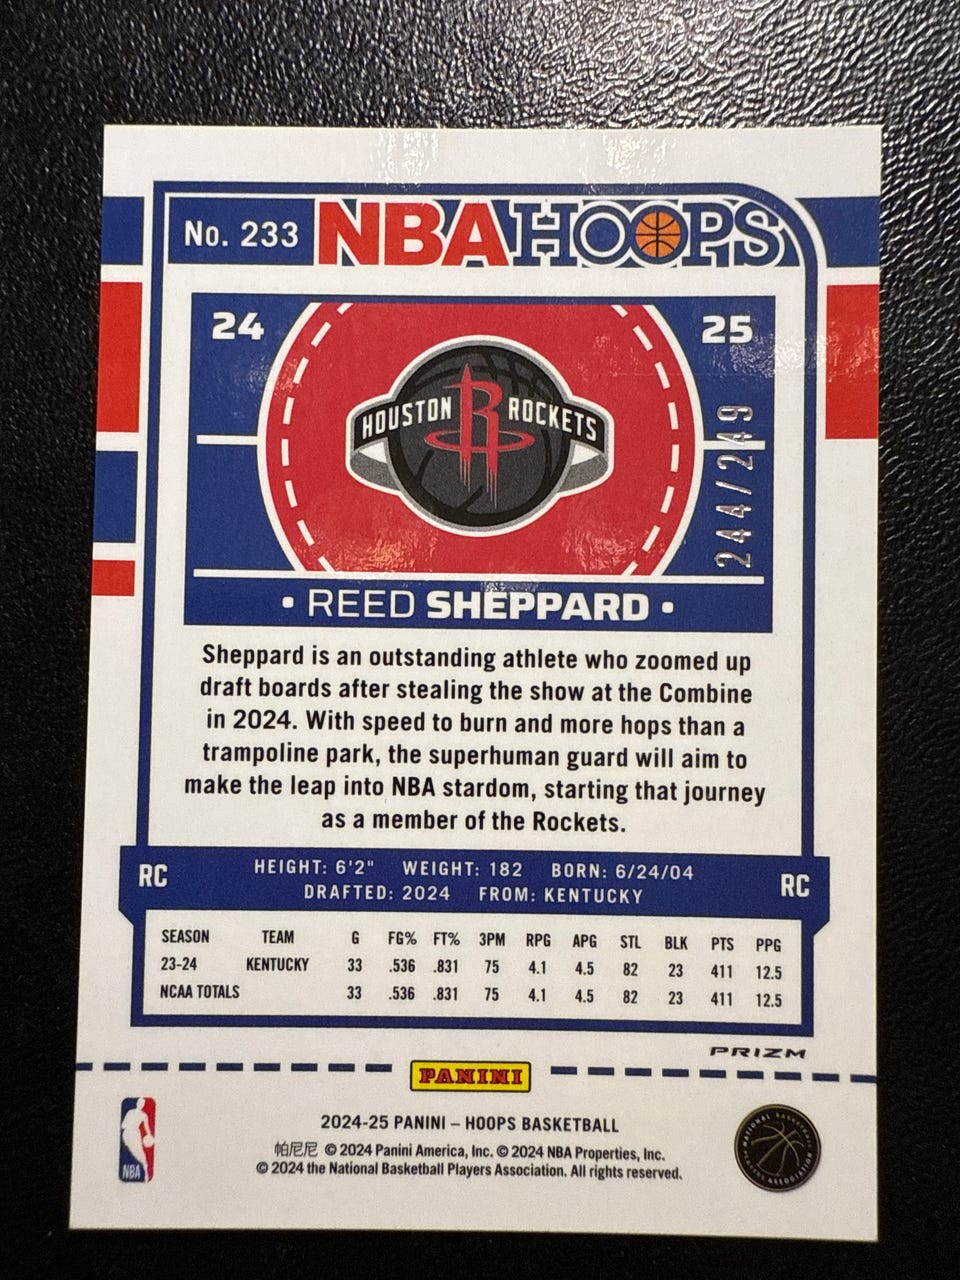 No. 233 NBA HOOPS
24 25
HOUSTON R ROCKETS
244/249
• REED SHEPPARD •
Sheppard is an outstanding athlete who zoomed up
draft boards after stealing the show at the Combine
in 2024. With speed to burn and more hops than a
trampoline park, the superhuman guard will aim to
make the leap into NBA stardom, starting that journey
as a member of the Rockets.
RC HEIGHT: 6'2" WEIGHT: 182 BORN: 6/24/04 RC
DRAFTED: 2024 FROM: KENTUCKY
SEASON TEAM G FG% FT% 3PM RPG APG STL BLK PTS PPG
23-24 KENTUCKY 33 .536 .831 75 4.1 4.5 82 23 411 12.5
NCAA TOTALS 33 .536 .831 75 4.1 4.5 82 23 411 12.5
PRIZM
PANINI
2024-25 PANINI – HOOPS BASKETBALL
帕尼尼 © 2024 Panini America, Inc. © 2024 NBA Properties, Inc.
© 2024 the National Basketball Players Association. All rights reserved.
NBA
NATIONAL BASKETBALL PLAYERS ASSOCIATION